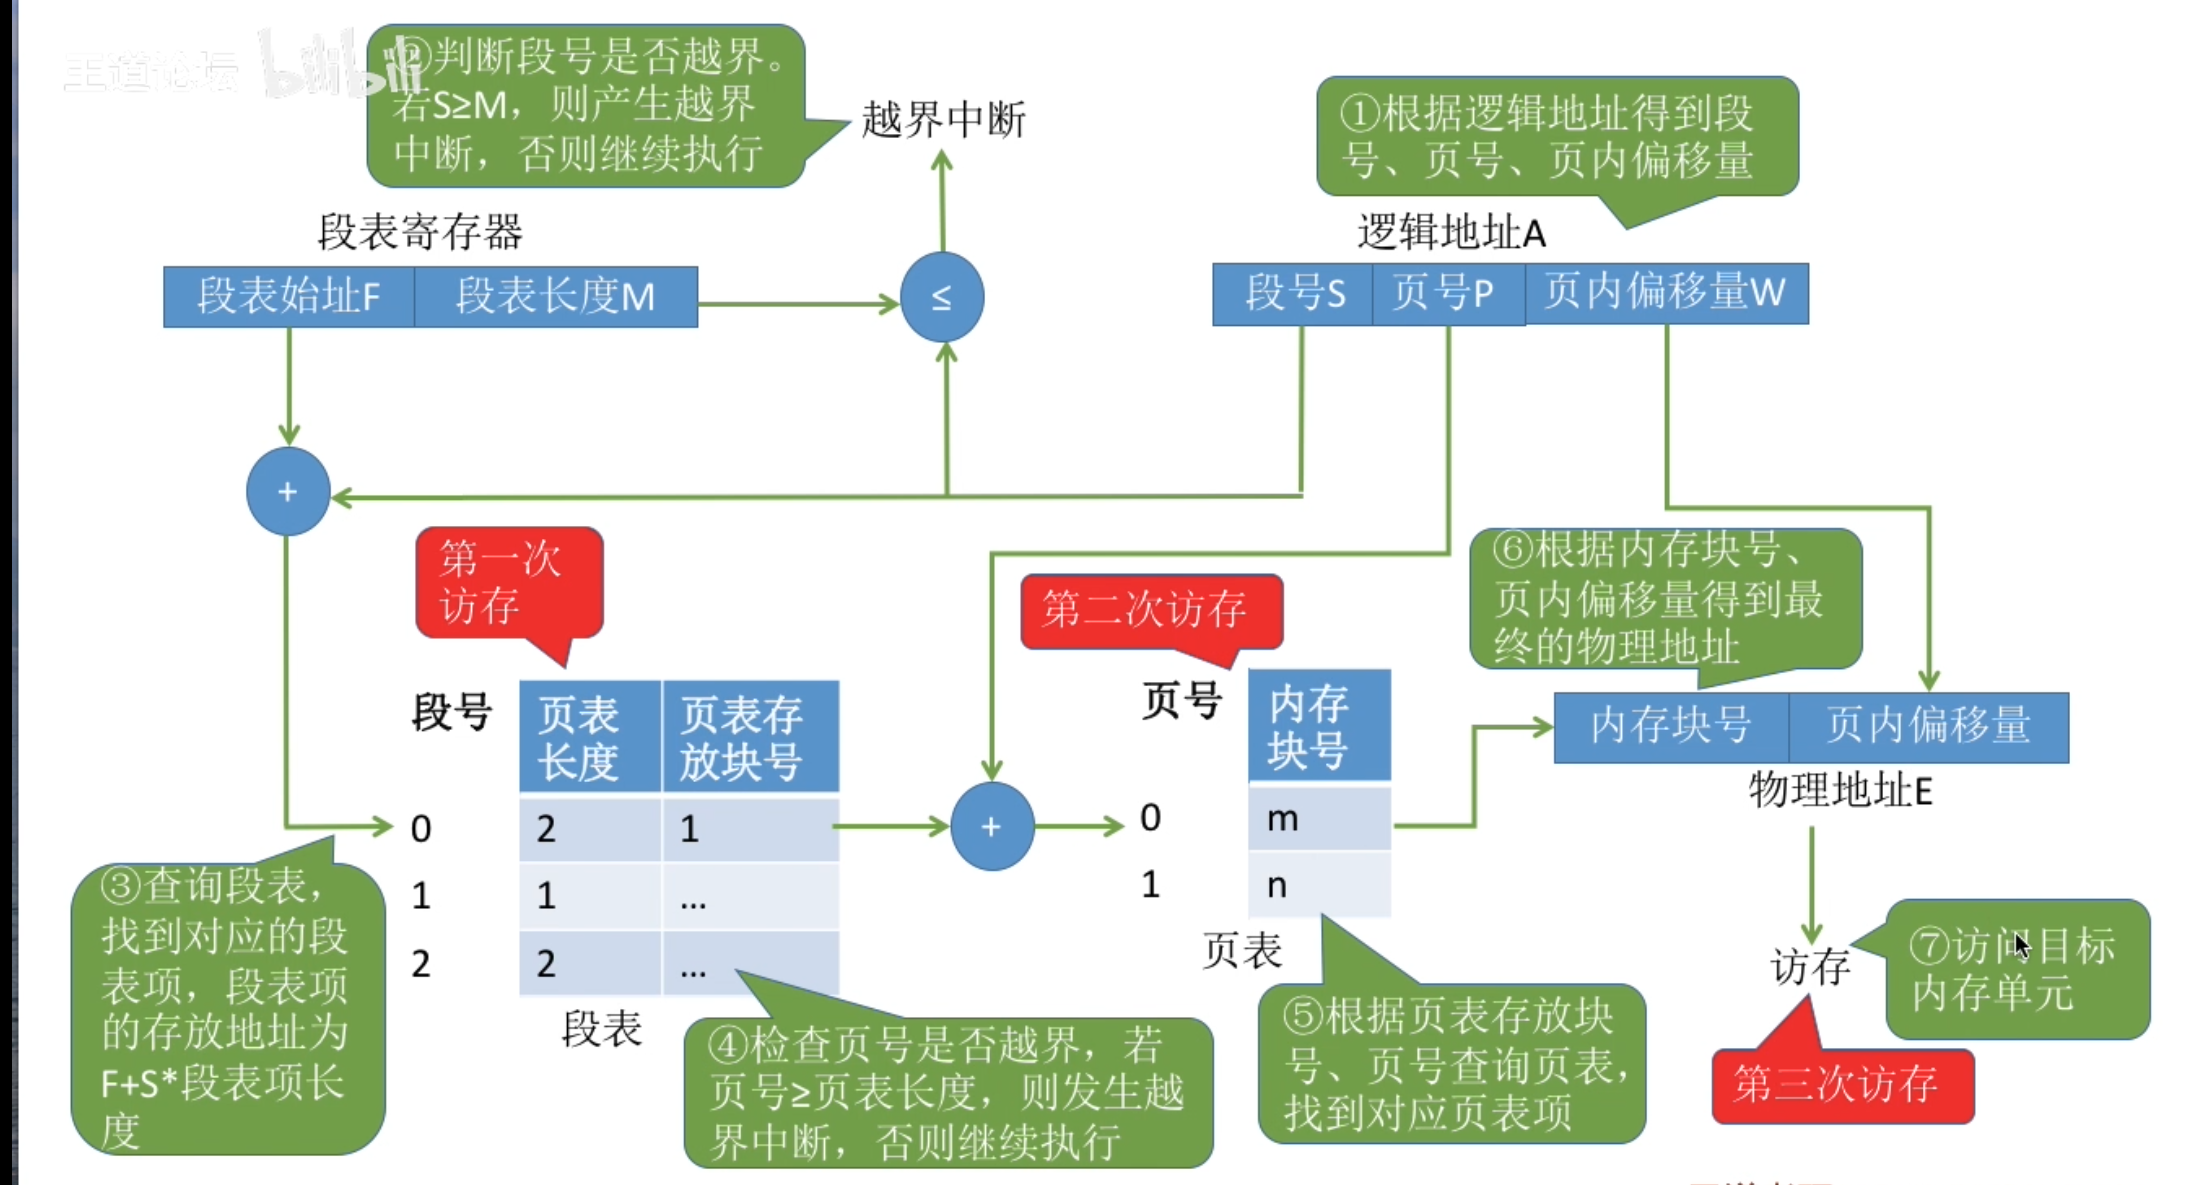 王道论坛 bilibili
②判断段号是否越界。
若S≥M，则产生越界
中断，否则继续执行
越界中断
①根据逻辑地址得到段
号、页号、页内偏移量
段表寄存器
逻辑地址A
段表始址F 段表长度M
≤
段号S 页号P 页内偏移量W
+
第一次
访存
第二次访存
⑥根据内存块号、
页内偏移量得到最
终的物理地址
段号 页表
长度 页表存
放块号
0 2 1
1 1 ...
2 2 ...
段表
+
页号 内存
块号
0 m
1 n
页表
内存块号 页内偏移量
物理地址E
访存
③查询段表，
找到对应的段
表项，段表项
的存放地址为
F+S*段表项长
度
④检查页号是否越界，若
页号≥页表长度，则发生越
界中断，否则继续执行
⑤根据页表存放块
号、页号查询页表，
找到对应页表项
⑦访问目标
内存单元
第三次访存